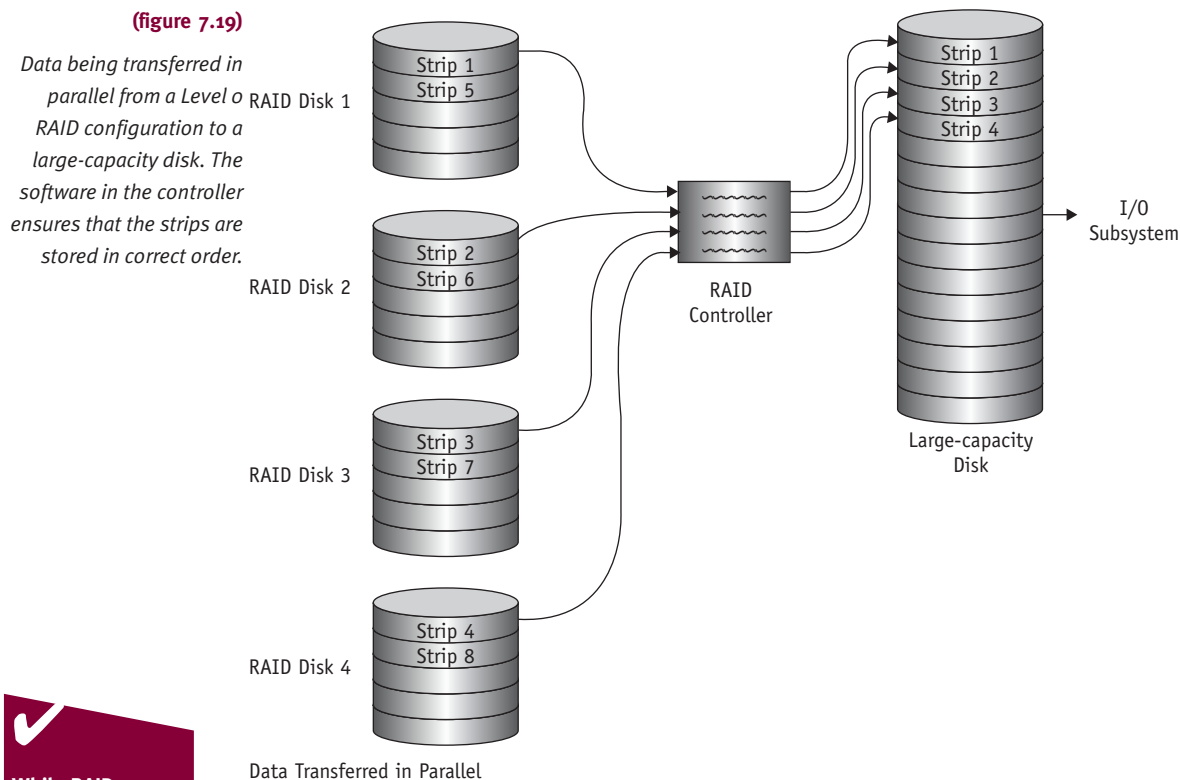 (figure 7.19)
Data being transferred in
parallel from a Level 0
RAID configuration to a
large-capacity disk. The
software in the controller
ensures that the strips are
stored in correct order.
RAID Disk 1
Strip 1
Strip 5
RAID Disk 2
Strip 2
Strip 6
RAID Disk 3
Strip 3
Strip 7
RAID Disk 4
Strip 4
Strip 8
Data Transferred in Parallel
RAID
Controller
Strip 1
Strip 2
Strip 3
Strip 4
Large-capacity
Disk
I/O
Subsystem